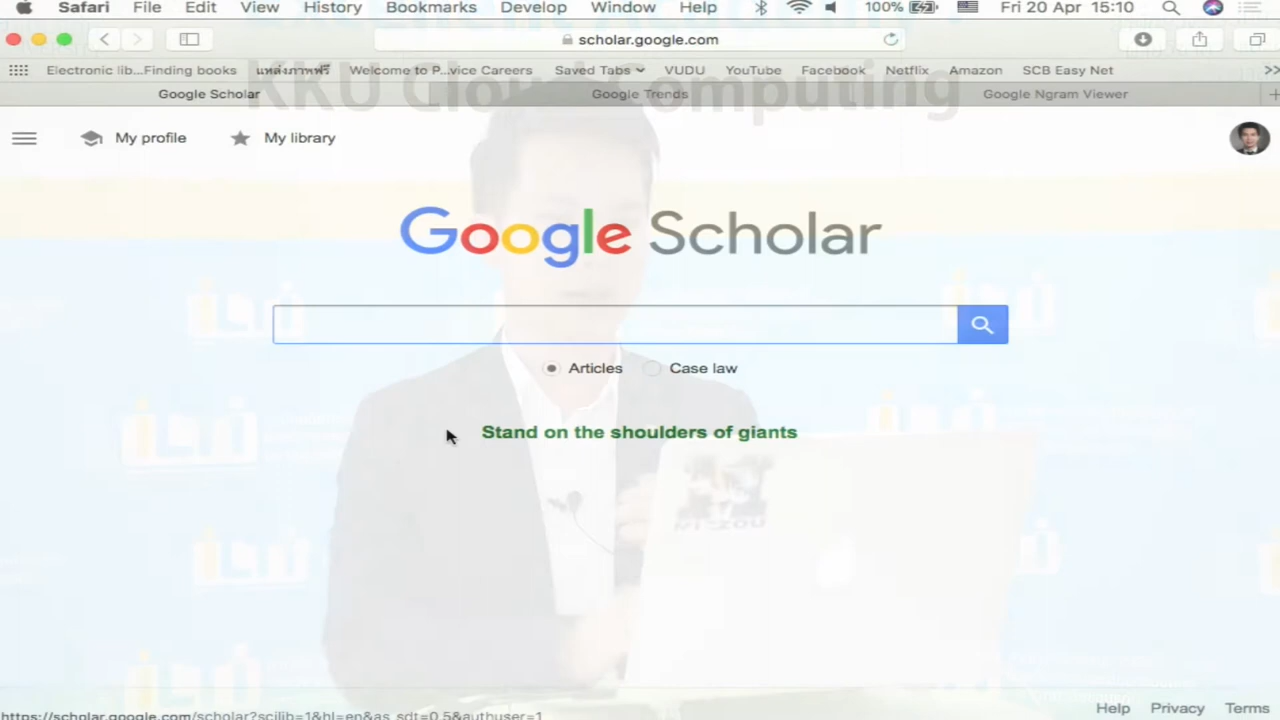 Safari File Edit View History Bookmarks Develop Window Help 100% Fri 20 Apr 15:10
scholar.google.com
Electronic lib...Finding books แหล่งภาพฟรี Welcome to P...vice Careers Saved Tabs VUDU YouTube Facebook Netflix Amazon SCB Easy Net
KKU Cloud Computing
Google Scholar Google Trends Google Ngram Viewer
My profile My library
Google Scholar
Articles Case law
Stand on the shoulders of giants
MIZZOU
Help Privacy Terms
https://scholar.google.com/scholar?scilib=1&hl=en&as_sdt=0,5&authuser=1